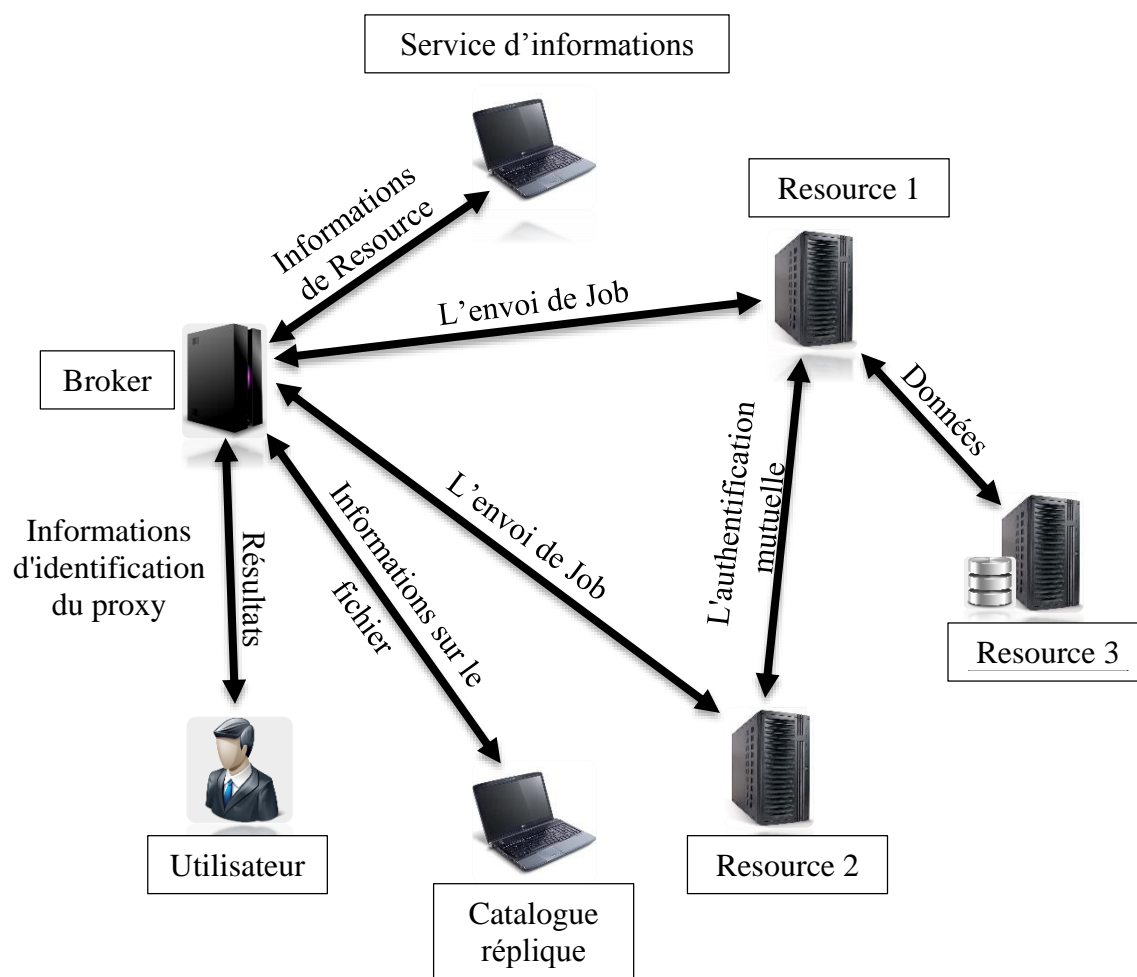 Service d’informations
Resource 1
Informations
de Resource
L’envoi de Job
Broker
Données
L'authentification
mutuelle
L’envoi de Job
Informations sur le
fichier
Informations
d'identification
du proxy
Résultats
Resource 3
Utilisateur
Resource 2
Catalogue
réplique